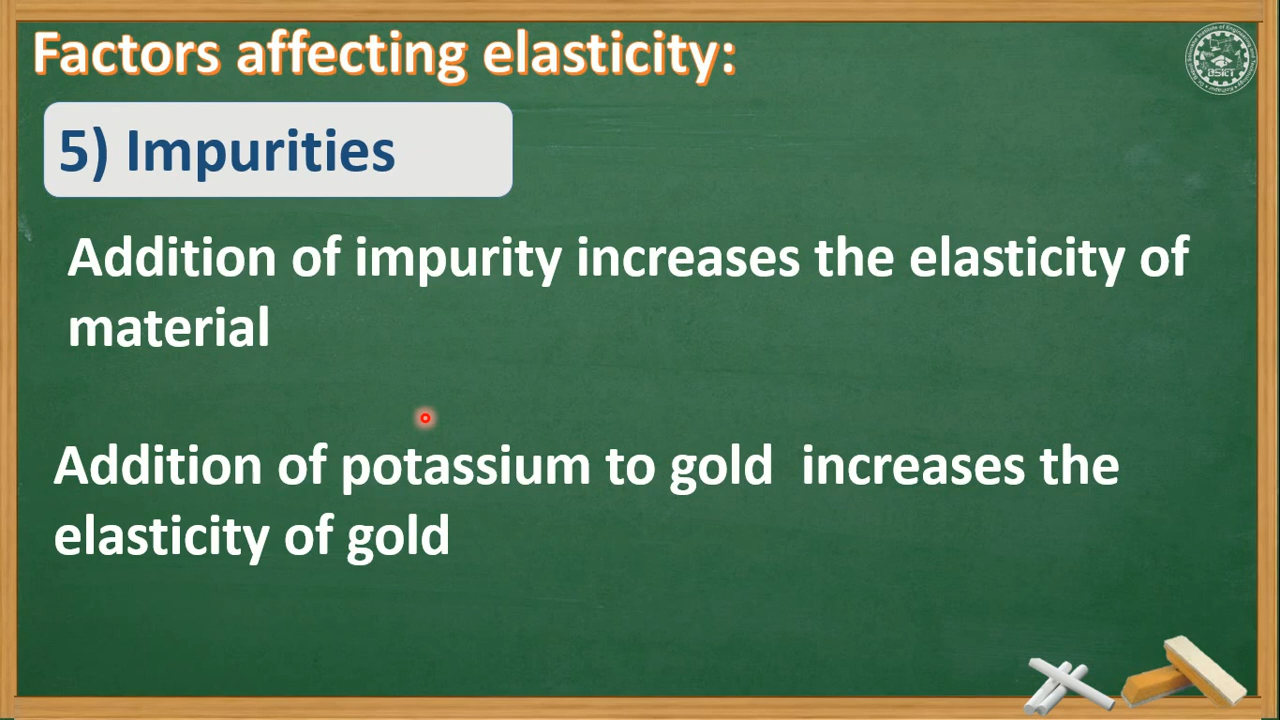 Factors affecting elasticity:
5) Impurities
Addition of impurity increases the elasticity of
material
Addition of potassium to gold increases the
elasticity of gold